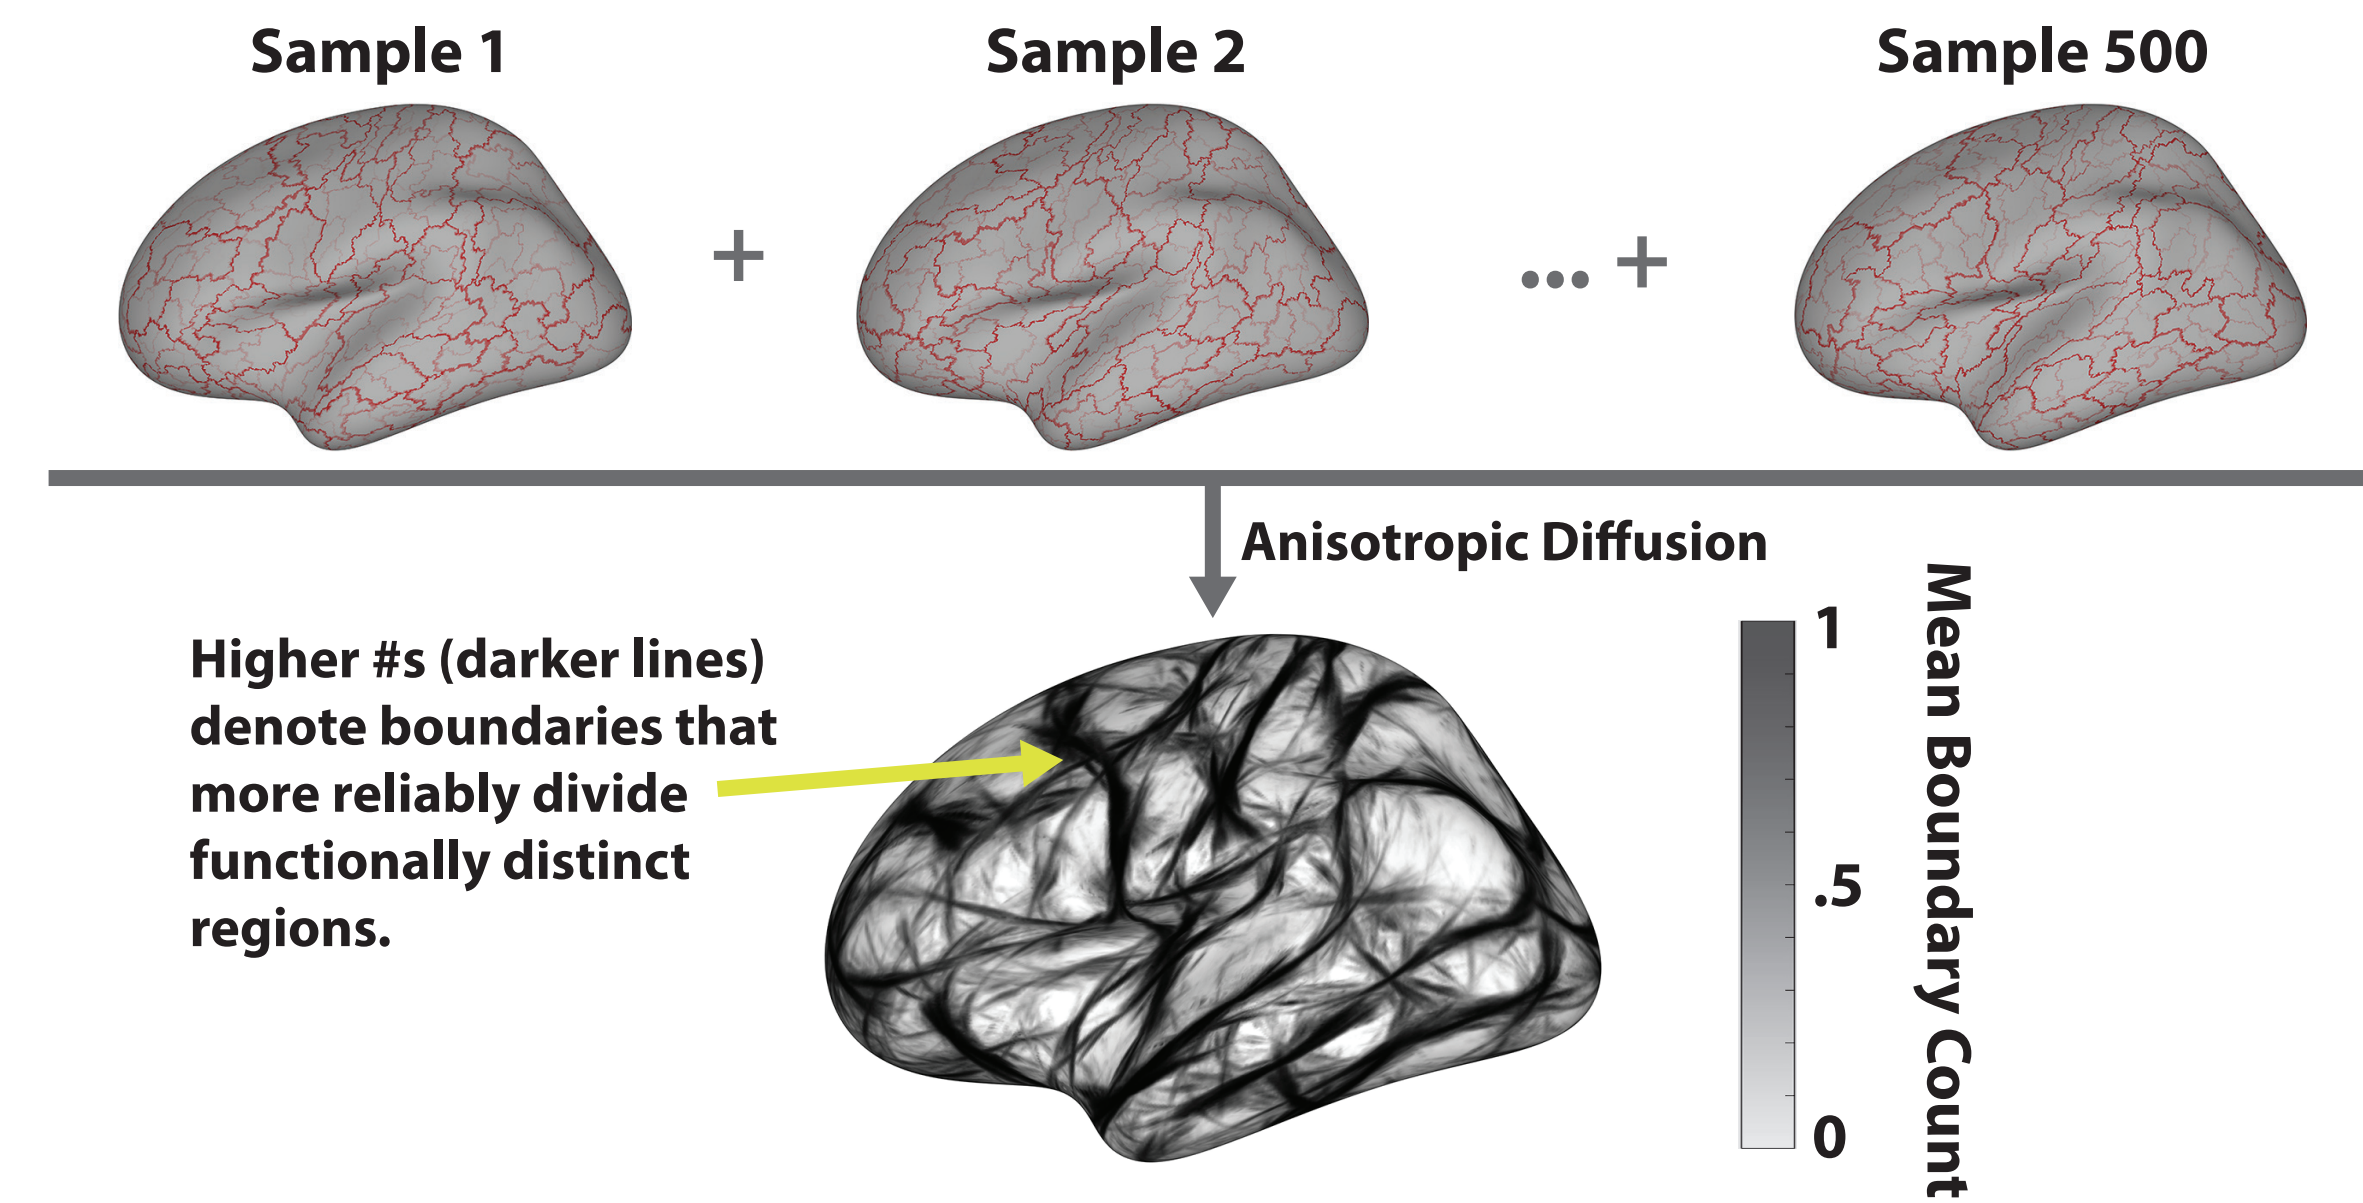 Sample 1
Sample 2
Sample 500
+
... +
Anisotropic Diffusion
Higher #s (darker lines)
denote boundaries that
more reliably divide
functionally distinct
regions.
1
.5
0
Mean Boundary Count